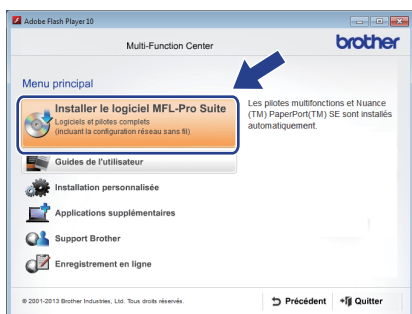 Adobe Flash Player 10
Multi-Function Center
brother
Menu principal
Installer le logiciel MFL-Pro Suite
Logiciels et pilotes complets
(incluant la configuration réseau sans fil)
Les pilotes multifonctions et Nuance
(TM) PaperPort(TM) SE sont installés
automatiquement.
Guides de l'utilisateur
Installation personnalisée
Applications supplémentaires
Support Brother
Enregistrement en ligne
© 2001-2013 Brother Industries, Ltd. Tous droits réservés.
Précédent
Quitter